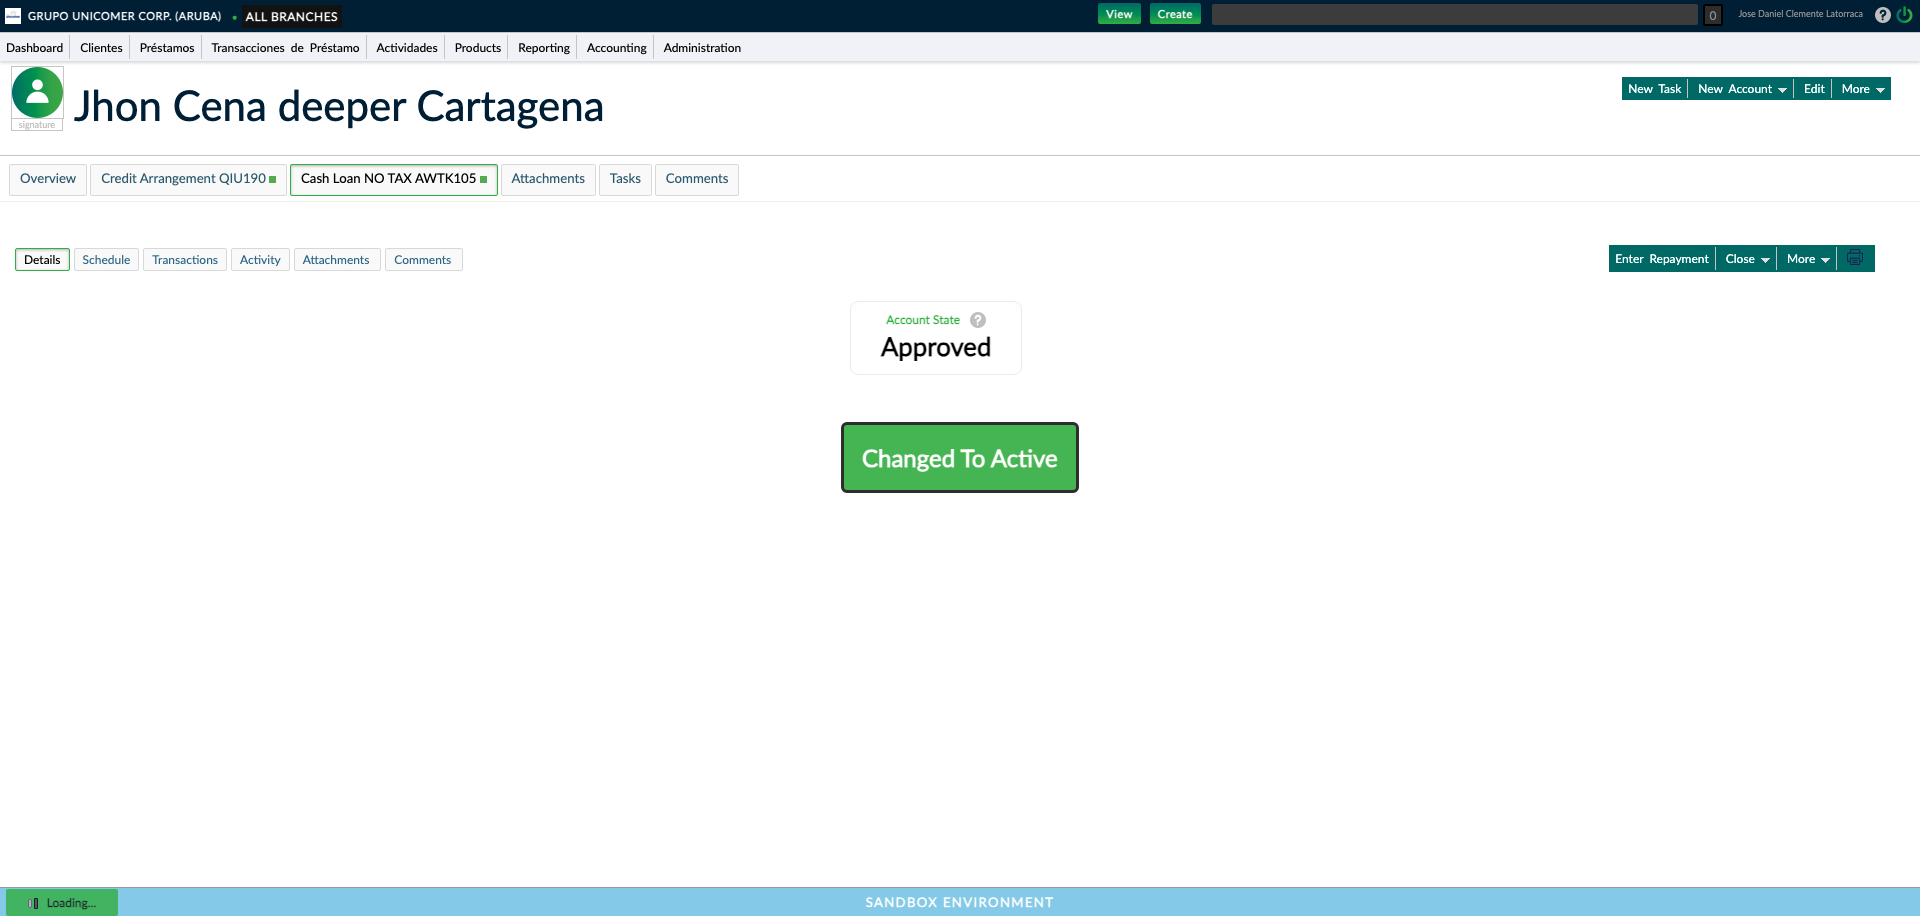 GRUPO UNICOMER CORP. (ARUBA) • ALL BRANCHES View Create 0 Jose Daniel Clemente Latorraca ?
Dashboard Clientes Préstamos Transacciones de Préstamo Actividades Products Reporting Accounting Administration
signature
Jhon Cena deeper Cartagena
New Task New Account Edit More
Overview Credit Arrangement QIU190 Cash Loan NO TAX AWTK105 Attachments Tasks Comments
Details Schedule Transactions Activity Attachments Comments
Enter Repayment Close More
Account State ?
Approved
Changed To Active
Loading...
SANDBOX ENVIRONMENT